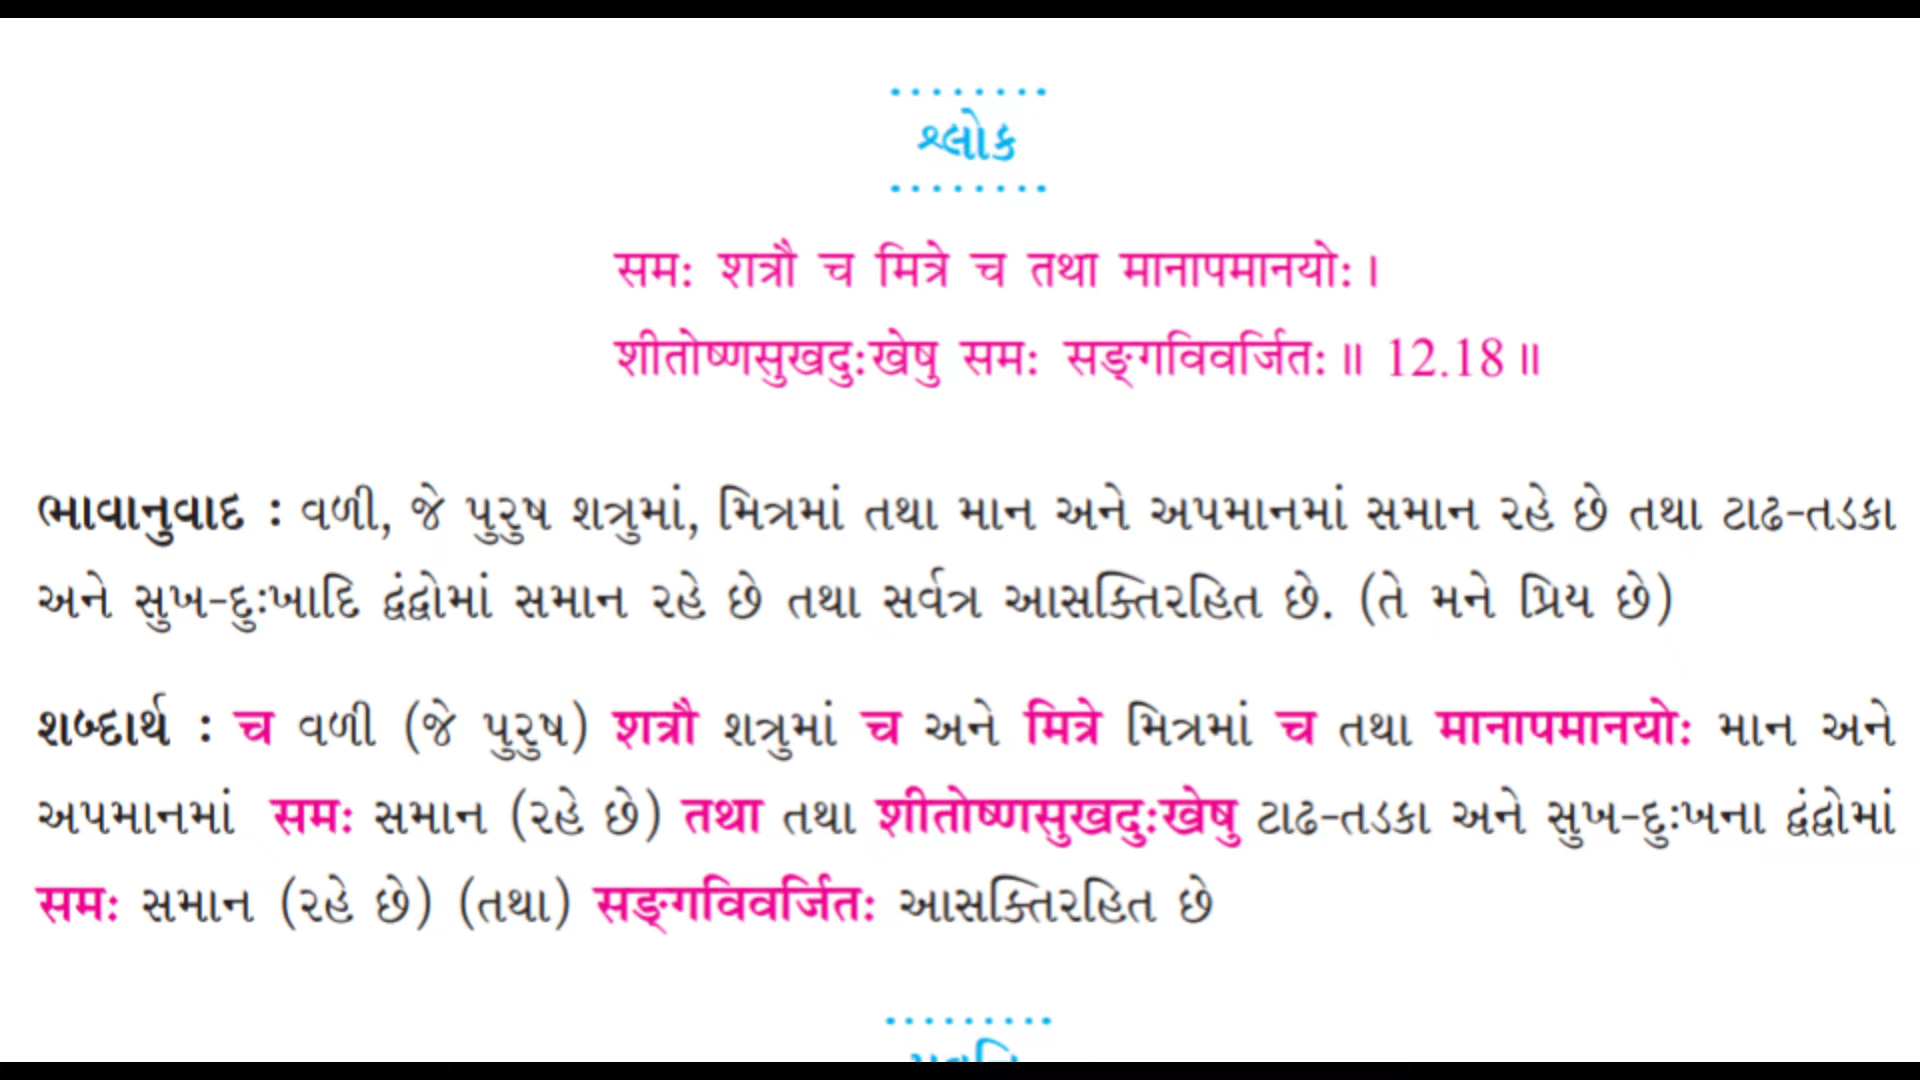 શ્લોક
समः शत्रौ च मित्रे च तथा मानापमानयोः ।
शीतोष्णसुखदुःखेषु समः सङ्गविवर्जितः ॥ 12.18 ॥
ભાવાનુવાદ : વળી, જે પુરુષ શત્રુમાં, મિત્રમાં તથા માન અને અપમાનમાં સમાન રહે છે તથા ટાઢ-તડકા
અને સુખ-દુઃખાદિ દ્વંદ્વોમાં સમાન રહે છે તથા સર્વત્ર આસક્તિરહિત છે. (તે મને પ્રિય છે)
શબ્દાર્થ : च વળી (જે પુરુષ) शत्रौ શત્રુમાં च અને मित्रे મિત્રમાં च તથા मानापमानयोः માન અને
અપમાનમાં समः સમાન (રહે છે) तथा તથા शीतोष्णसुखदुःखेषु ટાઢ-તડકા અને સુખ-દુઃખના દ્વંદ્વોમાં
समः સમાન (રહે છે) (તથા) सङ्गविवर्जितः આસક્તિરહિત છે